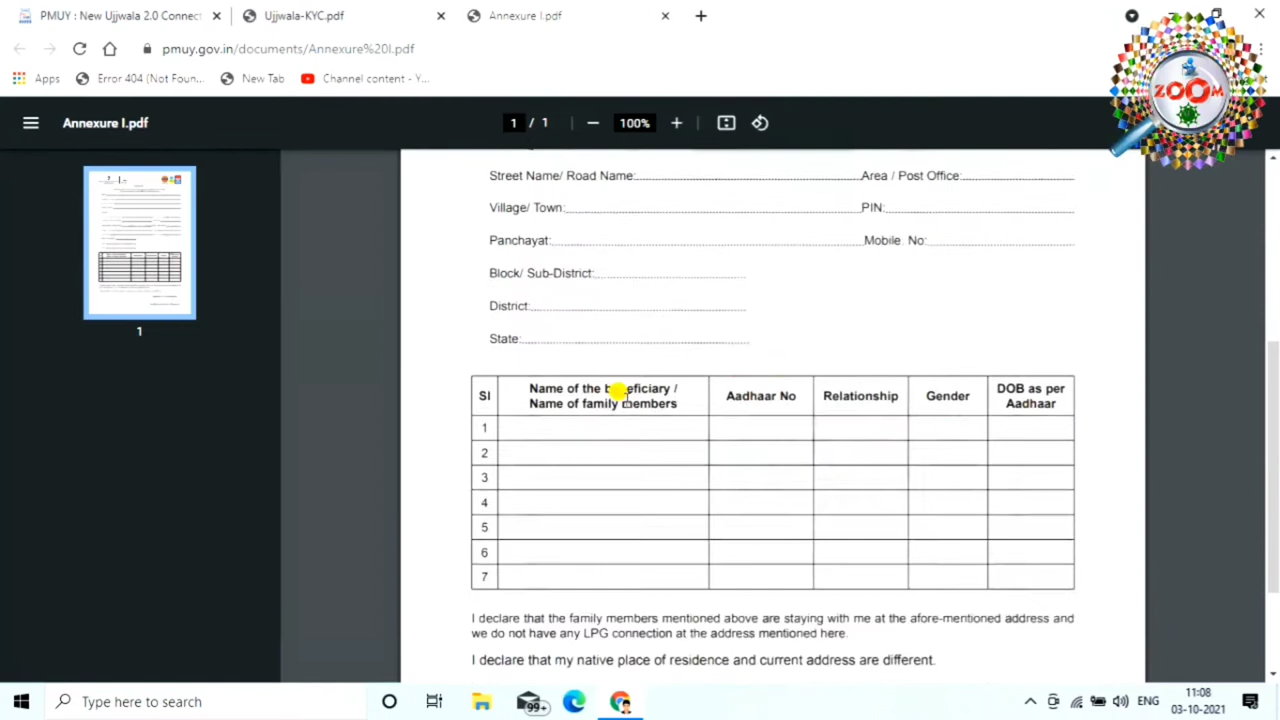 PMUY : New Ujjwala 2.0 Connect
Ujjwala-KYC.pdf
Annexure I.pdf
pmuy.gov.in/documents/Annexure%20I.pdf
Apps
Error 404 (Not Foun...
New Tab
Channel content - Y...
ZOOM
Annexure I.pdf
1 / 1
100%
Street Name/ Road Name: Area / Post Office:
Village/ Town: PIN:
Panchayat: Mobile No:
Block/ Sub-District:
District:
State:
Sl Name of the beneficiary / Name of family members Aadhaar No Relationship Gender DOB as per Aadhaar
1
2
3
4
5
6
7
I declare that the family members mentioned above are staying with me at the afore-mentioned address and
we do not have any LPG connection at the address mentioned here.
I declare that my native place of residence and current address are different.
1
Type here to search
99+
ENG
11:08
03-10-2021